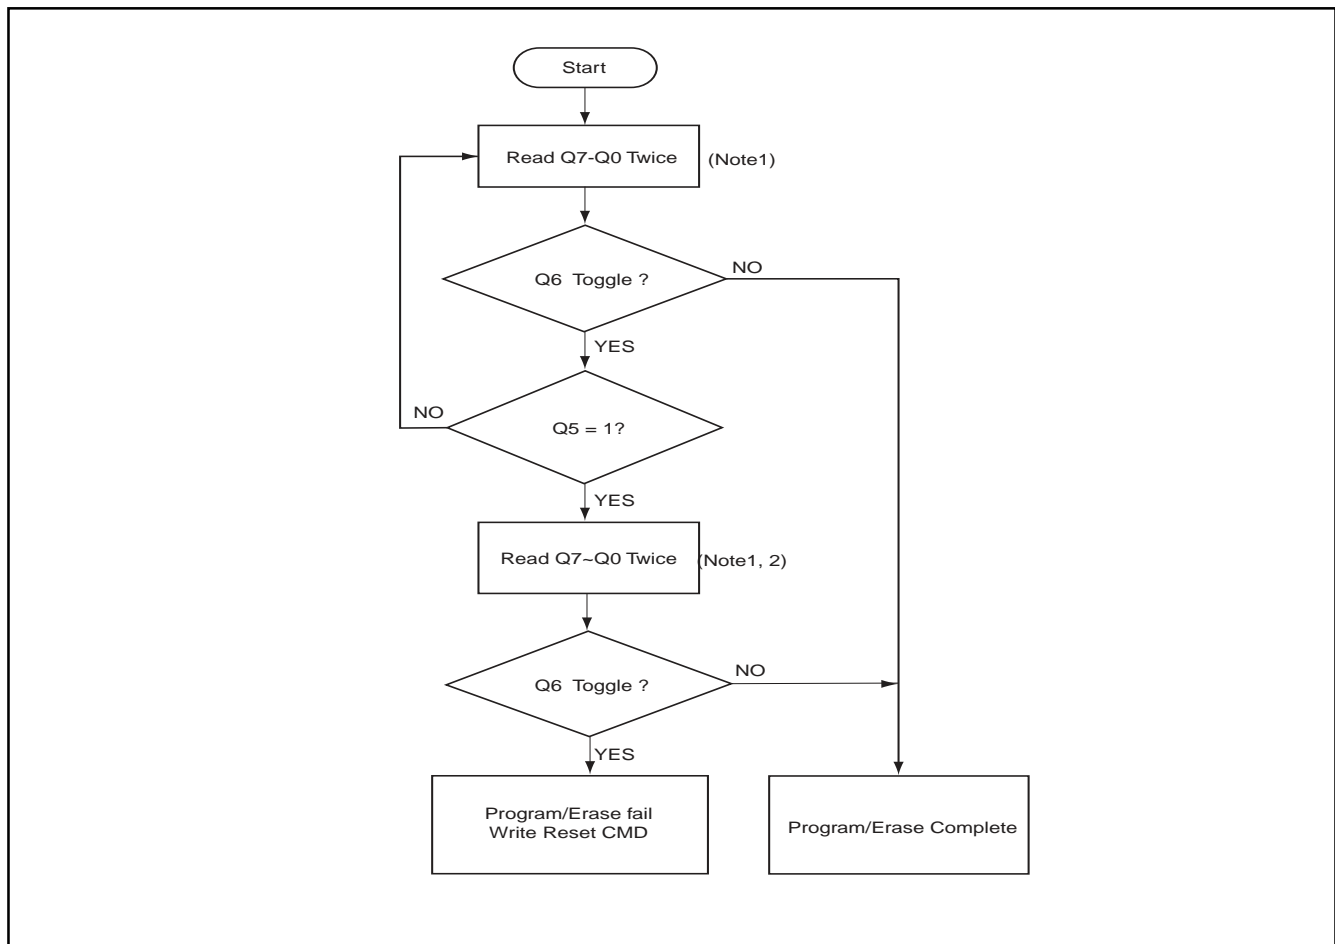 Start
Read Q7-Q0 Twice
(Note1)
Q6 Toggle ?
NO
YES
NO
Q5 = 1?
YES
Read Q7~Q0 Twice
(Note1, 2)
NO
Q6 Toggle ?
YES
Program/Erase fail
Write Reset CMD
Program/Erase Complete